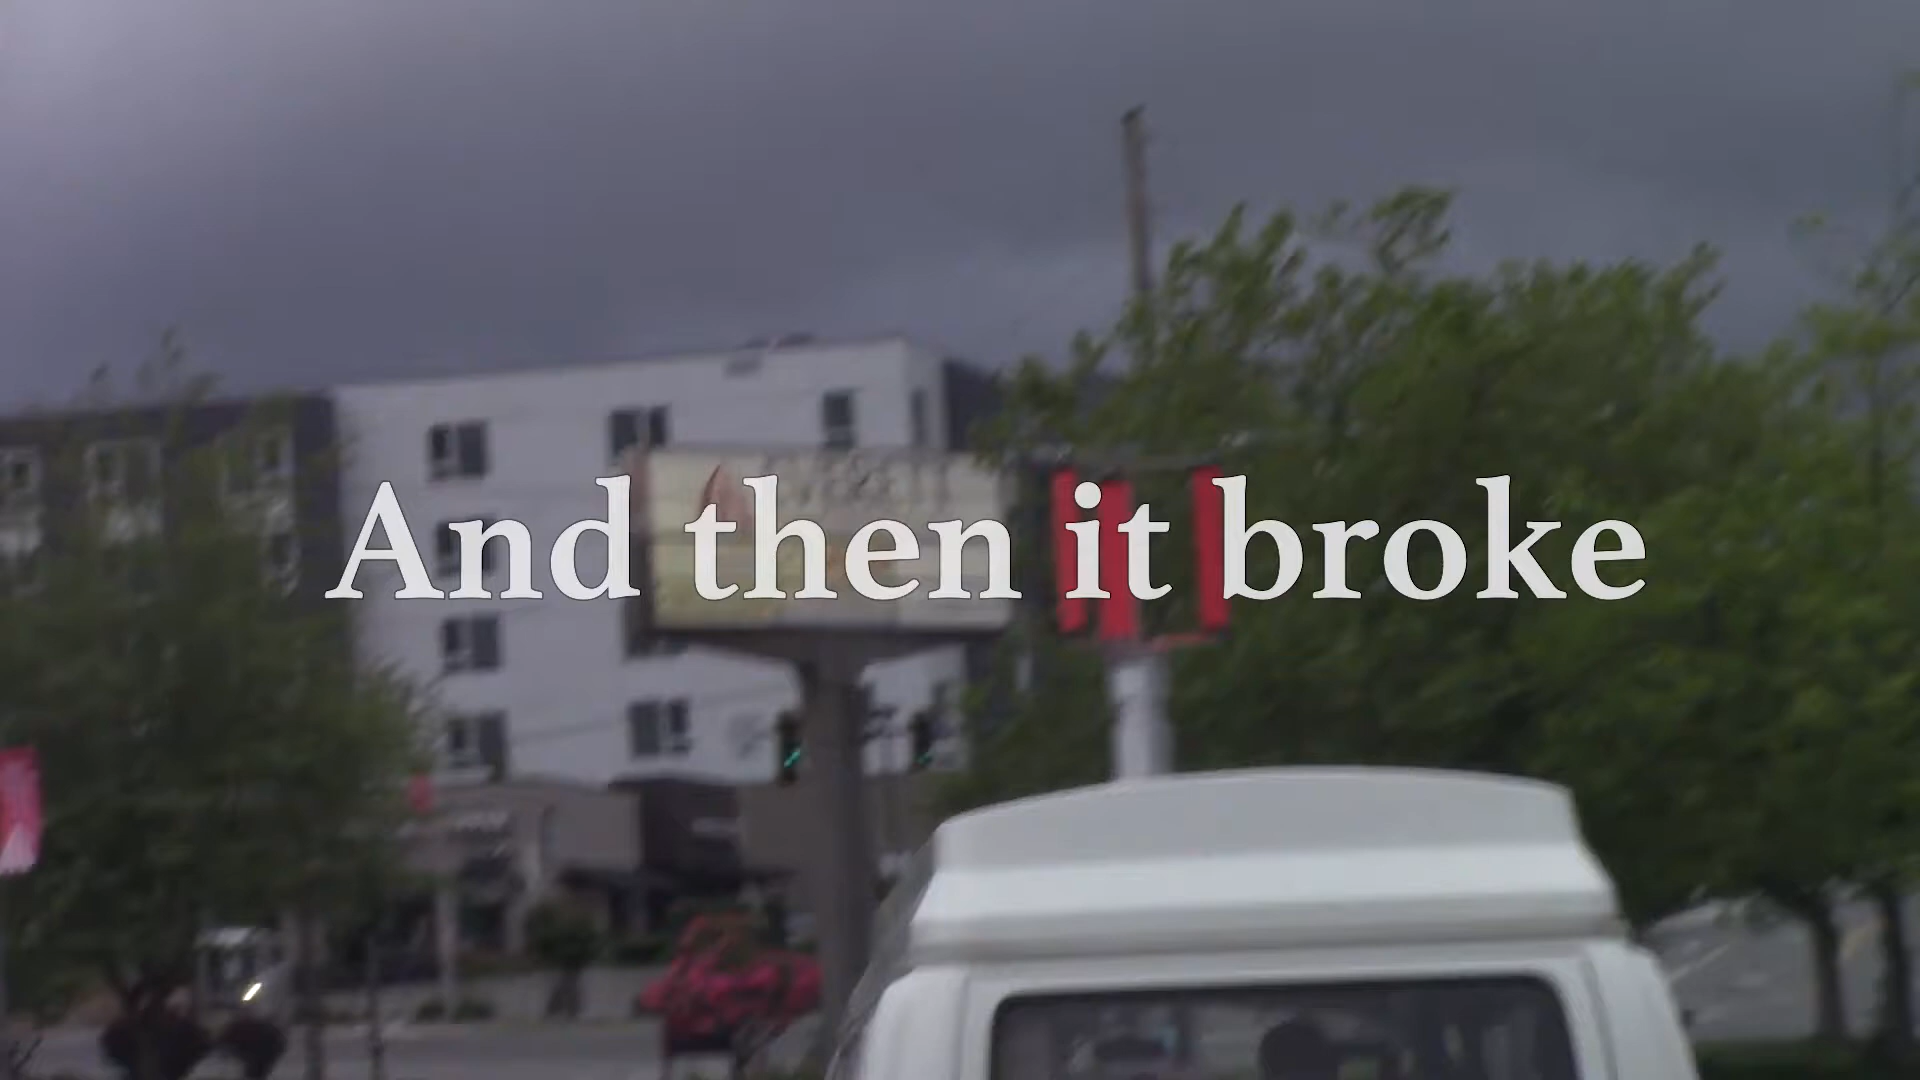 And then it broke